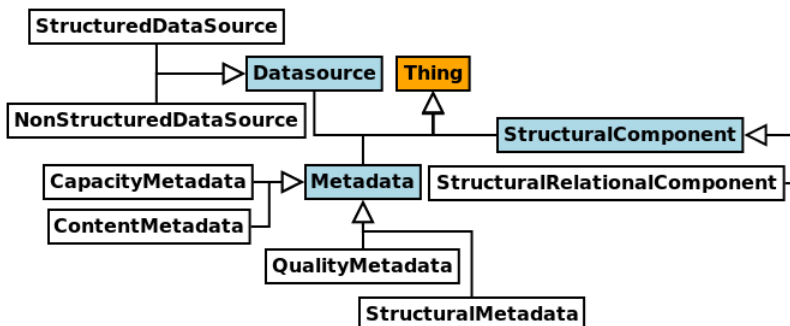 StructuredDataSource
Datasource
Thing
NonStructuredDataSource
StructuralComponent
CapacityMetadata
Metadata
StructuralRelationalComponent
ContentMetadata
QualityMetadata
StructuralMetadata